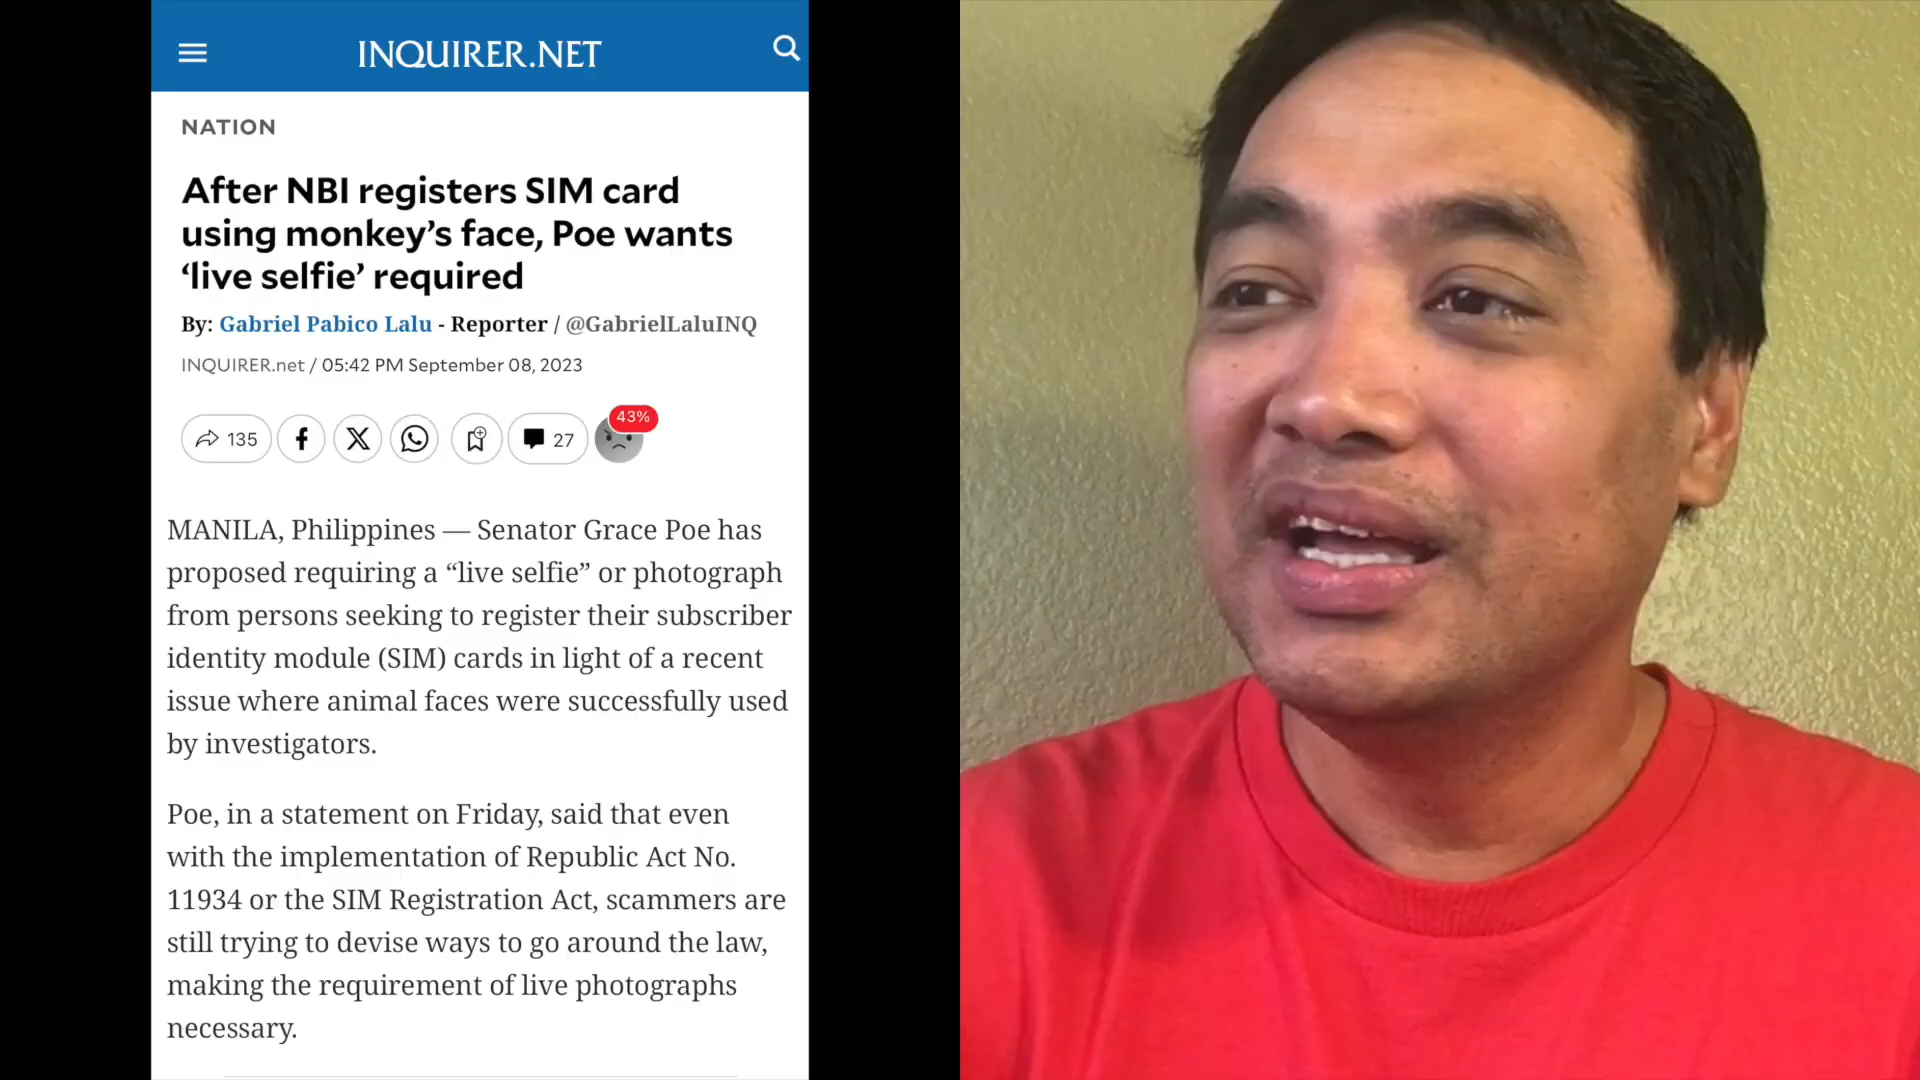 INQUIRER.NET
NATION
After NBI registers SIM card
using monkey’s face, Poe wants
‘live selfie’ required
By: Gabriel Pabico Lalu - Reporter / @GabrielLaluINQ
INQUIRER.net / 05:42 PM September 08, 2023
135
27
43%
MANILA, Philippines — Senator Grace Poe has
proposed requiring a “live selfie” or photograph
from persons seeking to register their subscriber
identity module (SIM) cards in light of a recent
issue where animal faces were successfully used
by investigators.
Poe, in a statement on Friday, said that even
with the implementation of Republic Act No.
11934 or the SIM Registration Act, scammers are
still trying to devise ways to go around the law,
making the requirement of live photographs
necessary.